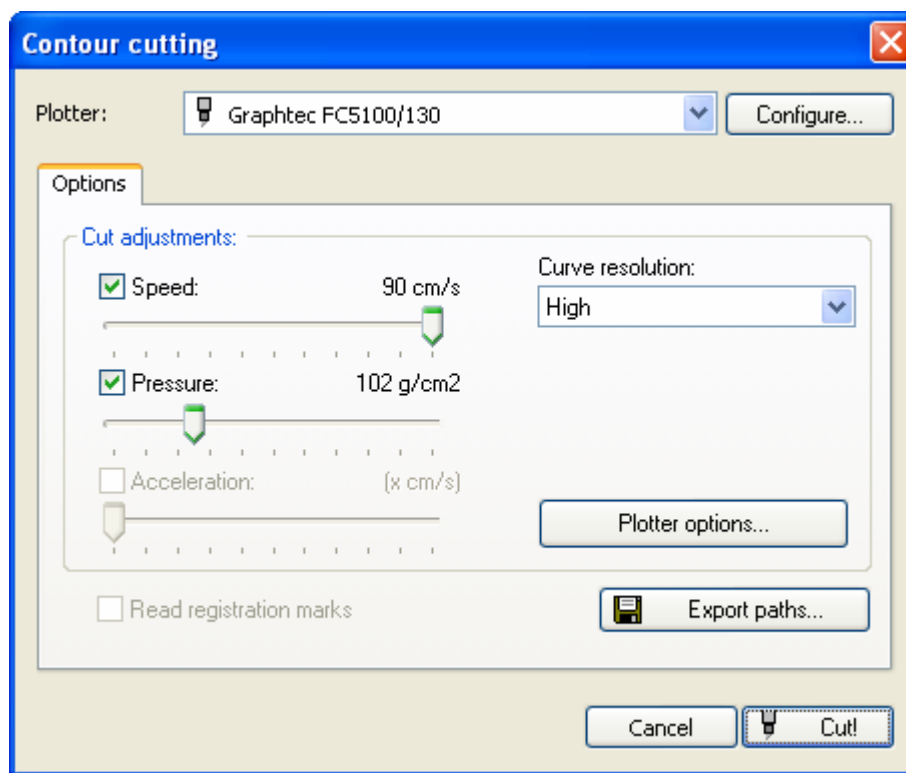 Contour cutting
Plotter: Graphtec FC5100/130 Configure...
Options
Cut adjustments:
Speed: 90 cm/s
Curve resolution:
High
Pressure: 102 g/cm2
Acceleration: (x cm/s)
Plotter options...
Read registration marks
Export paths...
Cancel Cut!